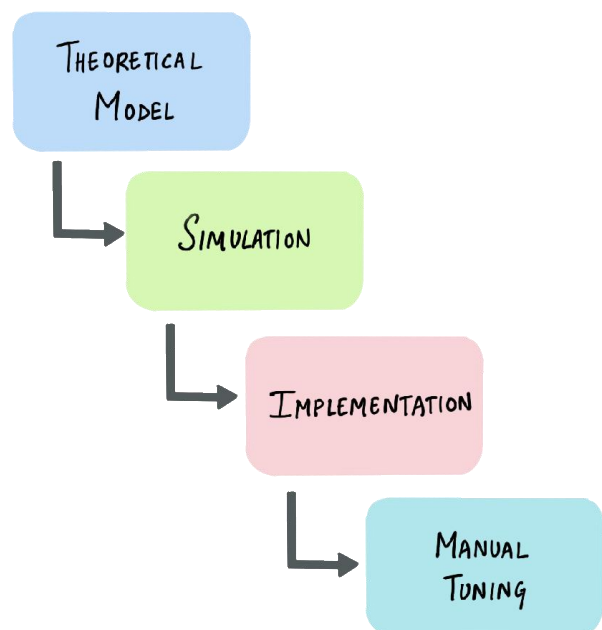 THEORETICAL
MODEL
SIMULATION
IMPLEMENTATION
MANUAL
TUNING